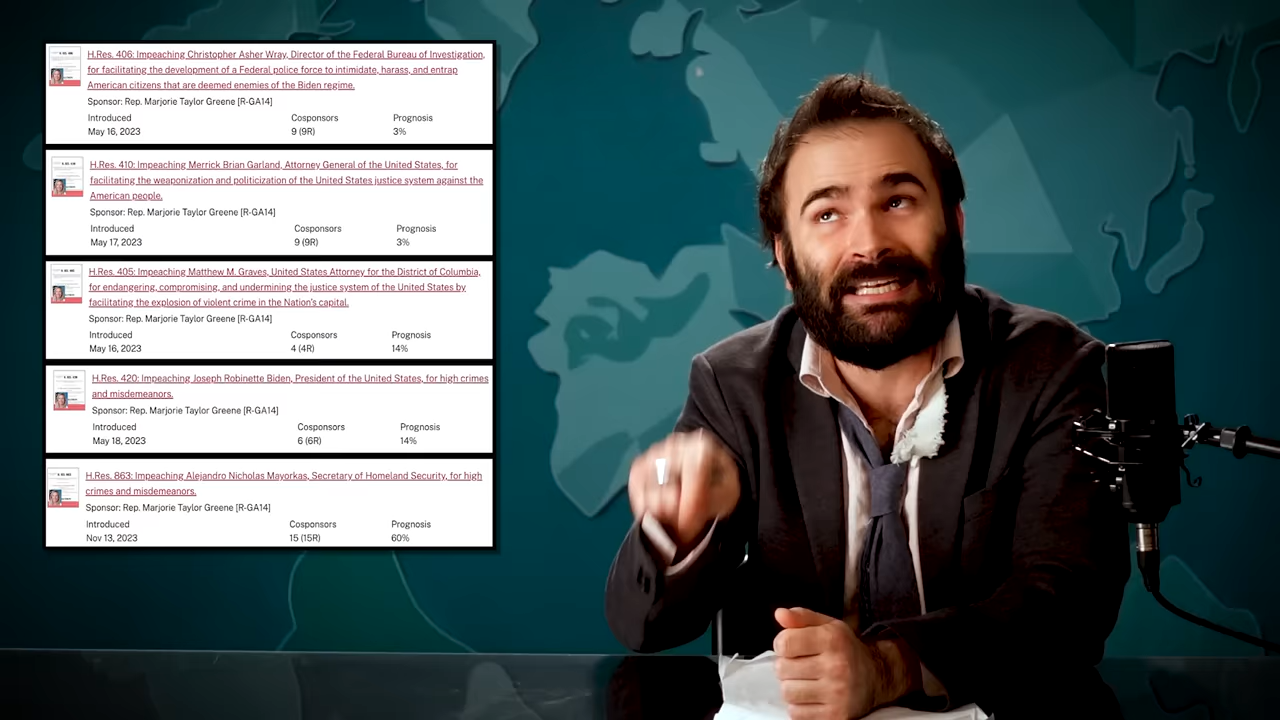 H.Res. 406: Impeaching Christopher Asher Wray, Director of the Federal Bureau of Investigation,
for facilitating the development of a Federal police force to intimidate, harass, and entrap
American citizens that are deemed enemies of the Biden regime.
Sponsor: Rep. Marjorie Taylor Greene [R-GA14]
Introduced Cosponsors Prognosis
May 16, 2023 9 (9R) 3%
H.Res. 410: Impeaching Merrick Brian Garland, Attorney General of the United States, for
facilitating the weaponization and politicization of the United States justice system against the
American people.
Sponsor: Rep. Marjorie Taylor Greene [R-GA14]
Introduced Cosponsors Prognosis
May 17, 2023 9 (9R) 3%
H.Res. 405: Impeaching Matthew M. Graves, United States Attorney for the District of Columbia,
for endangering, compromising, and undermining the justice system of the United States by
facilitating the explosion of violent crime in the Nation's capital.
Sponsor: Rep. Marjorie Taylor Greene [R-GA14]
Introduced Cosponsors Prognosis
May 16, 2023 4 (4R) 14%
H.Res. 420: Impeaching Joseph Robinette Biden, President of the United States, for high crimes
and misdemeanors.
Sponsor: Rep. Marjorie Taylor Greene [R-GA14]
Introduced Cosponsors Prognosis
May 18, 2023 6 (6R) 14%
H.Res. 863: Impeaching Alejandro Nicholas Mayorkas, Secretary of Homeland Security, for high
crimes and misdemeanors.
Sponsor: Rep. Marjorie Taylor Greene [R-GA14]
Introduced Cosponsors Prognosis
Nov 13, 2023 15 (15R) 60%